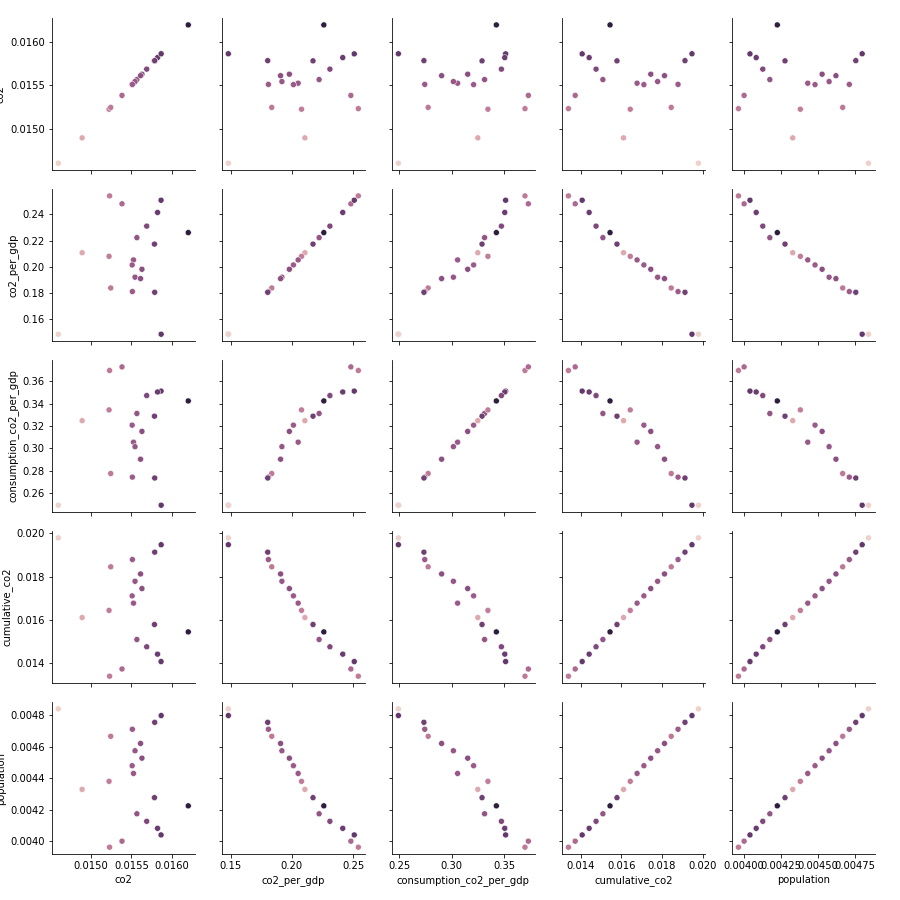 0.0160
0.0155
0.0150
co2
0.24
0.22
0.20
0.18
0.16
co2_per_gdp
0.36
0.34
0.32
0.30
0.28
0.26
consumption_co2_per_gdp
0.020
0.018
0.016
0.014
cumulative_co2
0.0048
0.0046
0.0044
0.0042
0.0040
population
0.0150 0.0155 0.0160
co2
0.15 0.20 0.25
co2_per_gdp
0.25 0.30 0.35
consumption_co2_per_gdp
0.014 0.016 0.018 0.020
cumulative_co2
0.00400 0.00425 0.00450 0.00475
population